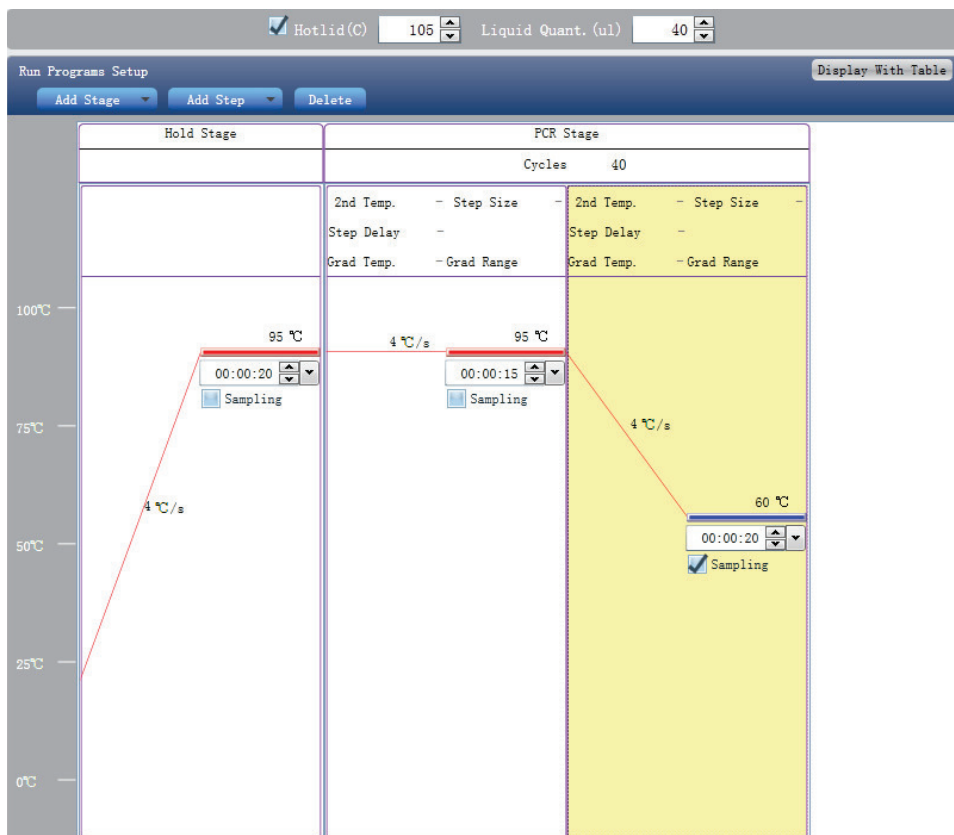 Hotlid(C) 105 Liquid Quant.(ul) 40
Run Programs Setup Display With Table
Add Stage Add Step Delete
Hold Stage PCR Stage
Cycles 40
2nd Temp. - Step Size - 2nd Temp. - Step Size -
Step Delay - Step Delay -
Grad Temp. - Grad Range Grad Temp. - Grad Range
100℃
95 ℃ 4 ℃/s 95 ℃
00:00:20 00:00:15
Sampling Sampling
75℃ 4 ℃/s
4 ℃/s 60 ℃
50℃ 00:00:20
Sampling
25℃
0℃